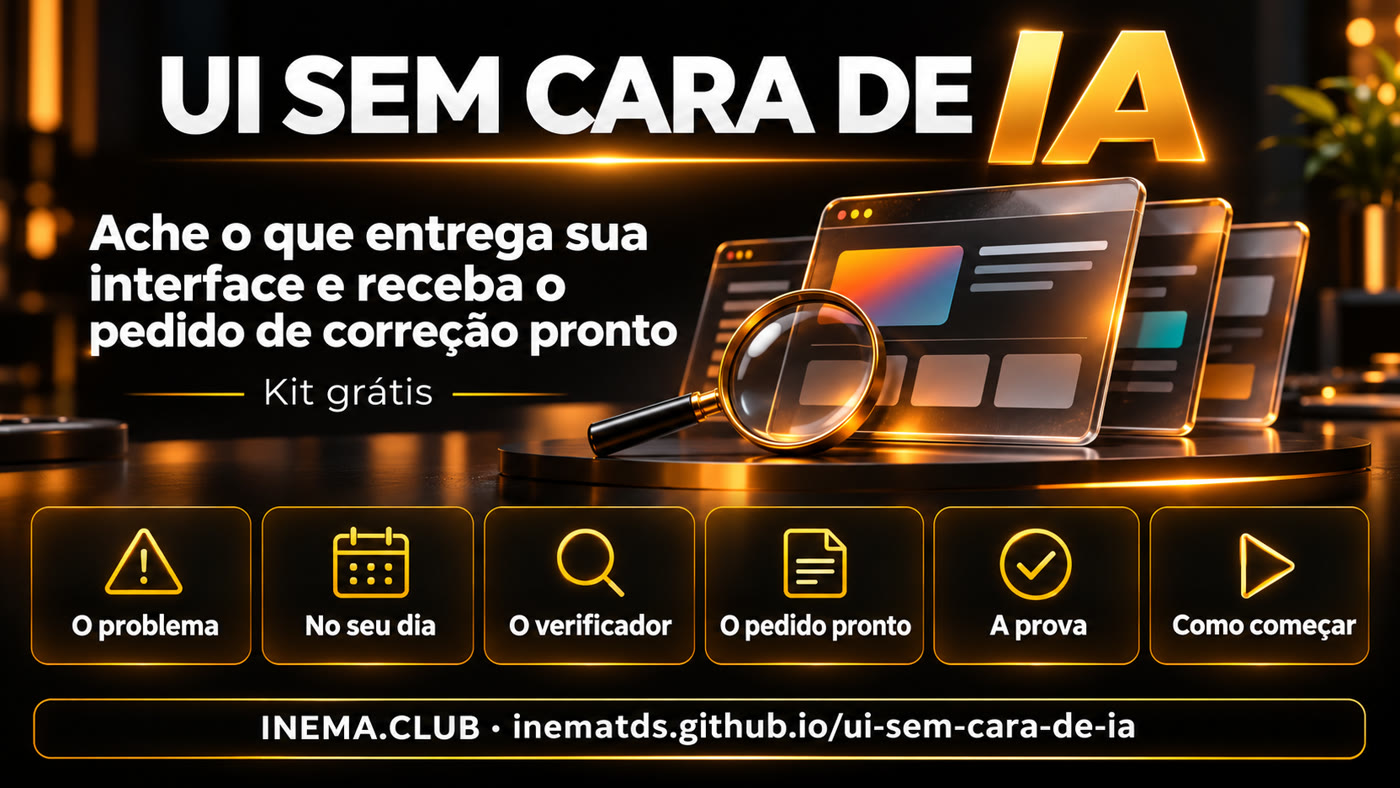 UI SEM CARA DE IA
Ache o que entrega sua
interface e receba o
pedido de correção pronto
Kit grátis
O problema
No seu dia
O verificador
O pedido pronto
A prova
Como começar
INEMA.CLUB · inematds.github.io/ui-sem-cara-de-ia